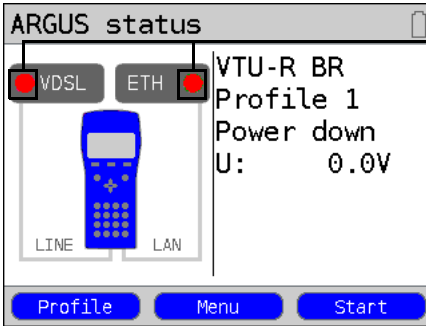 ARGUS status
VDSL ETH
VTU-R BR
Profile 1
Power down
U: 0.0V
LINE LAN
Profile Menu Start